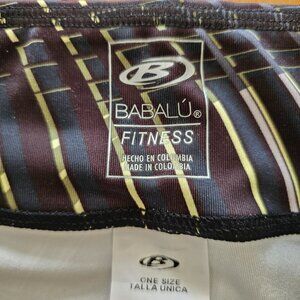 B
BABALÚ®
FITNESS
HECHO EN COLOMBIA
MADE IN COLOMBIA
B
ONE SIZE
TALLA UNICA